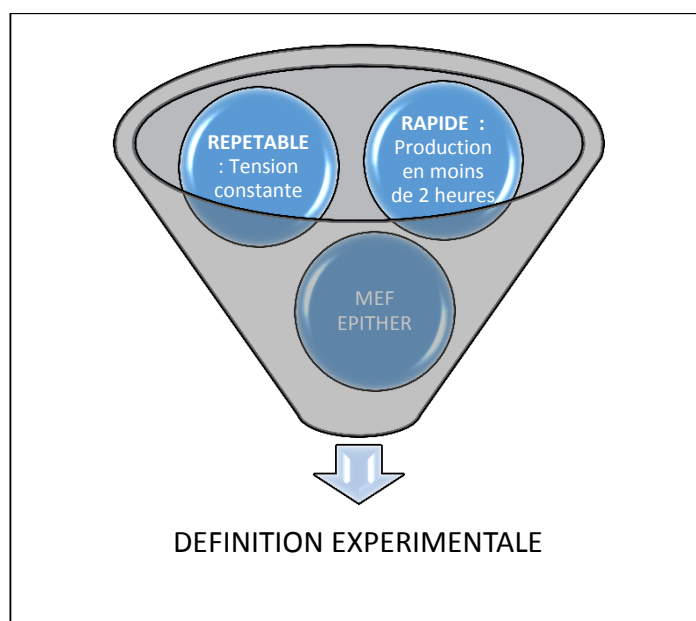 REPETABLE
: Tension
constante
RAPIDE :
Production
en moins
de 2 heures
MEF
EPITHER
DEFINITION EXPERIMENTALE